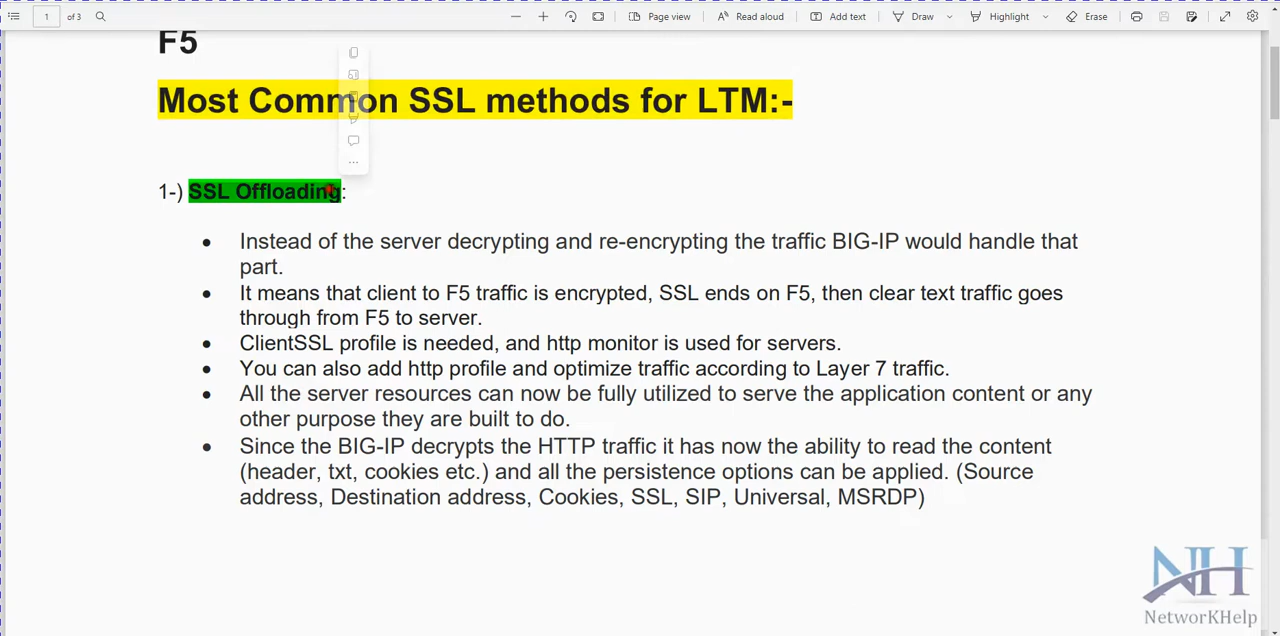 1 of 3
Page view
Read aloud
Add text
Draw
Highlight
Erase
F5
Most Common SSL methods for LTM:-
1-) SSL Offloading:
• Instead of the server decrypting and re-encrypting the traffic BIG-IP would handle that
part.
• It means that client to F5 traffic is encrypted, SSL ends on F5, then clear text traffic goes
through from F5 to server.
• ClientSSL profile is needed, and http monitor is used for servers.
• You can also add http profile and optimize traffic according to Layer 7 traffic.
• All the server resources can now be fully utilized to serve the application content or any
other purpose they are built to do.
• Since the BIG-IP decrypts the HTTP traffic it has now the ability to read the content
(header, txt, cookies etc.) and all the persistence options can be applied. (Source
address, Destination address, Cookies, SSL, SIP, Universal, MSRDP)
NH
NetworKHelp